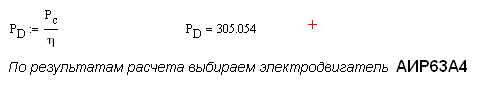 P_D := P_c / η P_D = 305.054
По результатам расчета выбираем электродвигатель АИР63А4